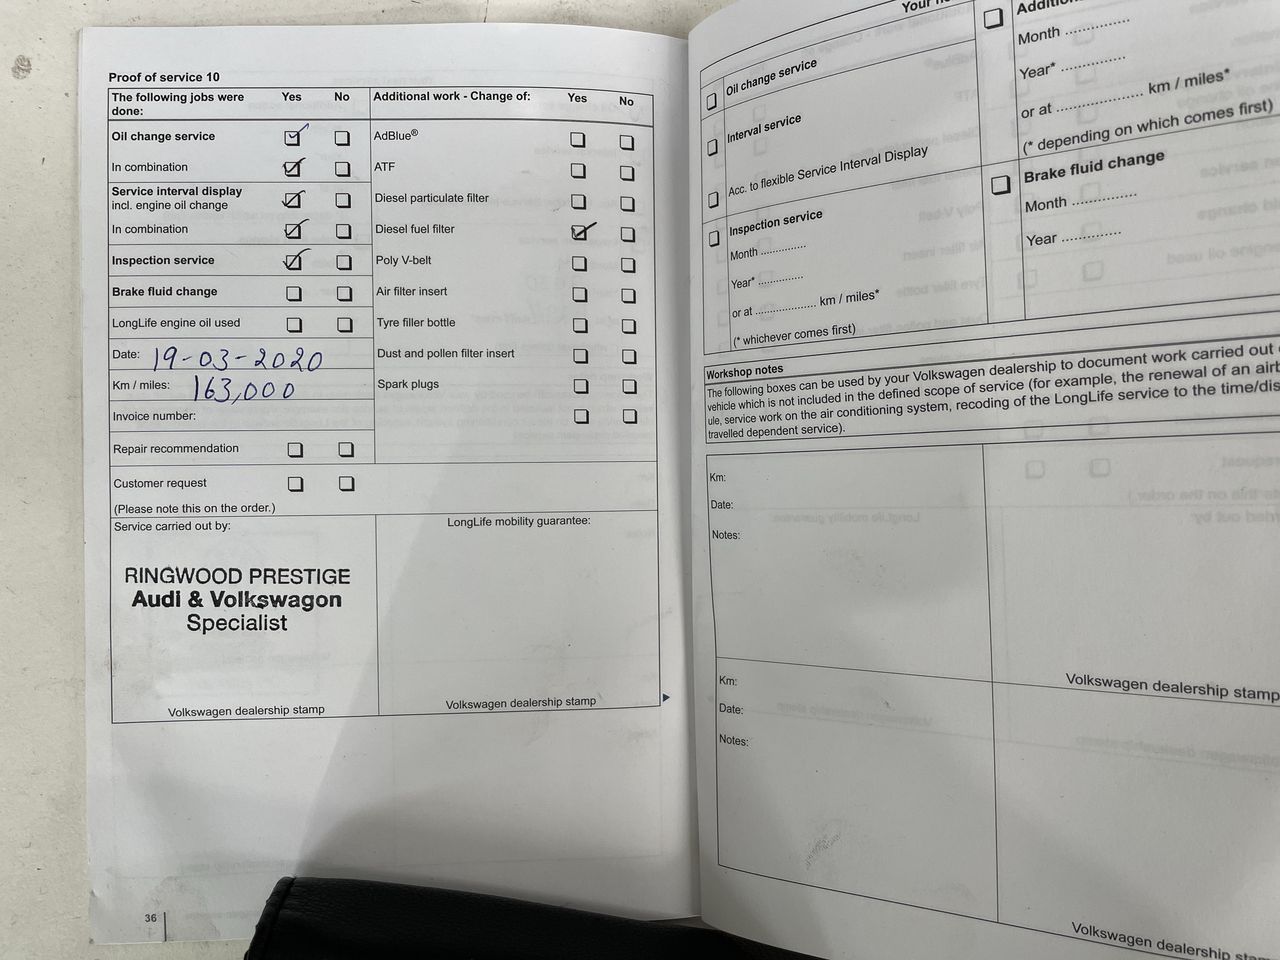 Proof of service 10
The following jobs were done: Yes No
Additional work - Change of: Yes No
Oil change service
In combination
Service interval display
incl. engine oil change
In combination
Inspection service
Brake fluid change
LongLife engine oil used
Date: 19-03-2020
Km / miles: 163,000
Invoice number:
Repair recommendation
Customer request
(Please note this on the order.)
AdBlue®
ATF
Diesel particulate filter
Diesel fuel filter
Poly V-belt
Air filter insert
Tyre filler bottle
Dust and pollen filter insert
Spark plugs
Service carried out by:
RINGWOOD PRESTIGE
Audi & Volkswagon
Specialist
Volkswagen dealership stamp
LongLife mobility guarantee:
Volkswagen dealership stamp
36
Oil change service
Interval service
Acc. to flexible Service Interval Display
Inspection service
Month ..............
Year* ..............
or at .................. km / miles*
(* whichever comes first)
Month ..............
Year* ..............
or at .................. km / miles*
(* depending on which comes first)
Brake fluid change
Month ..............
Year ..............
Workshop notes
The following boxes can be used by your Volkswagen dealership to document work carried out
vehicle which is not included in the defined scope of service (for example, the renewal of an
ule, service work on the air conditioning system, recoding of the LongLife service to the
travelled dependent service).
Km:
Date:
Notes:
Volkswagen dealership stamp
Km:
Date:
Notes:
Volkswagen dealership